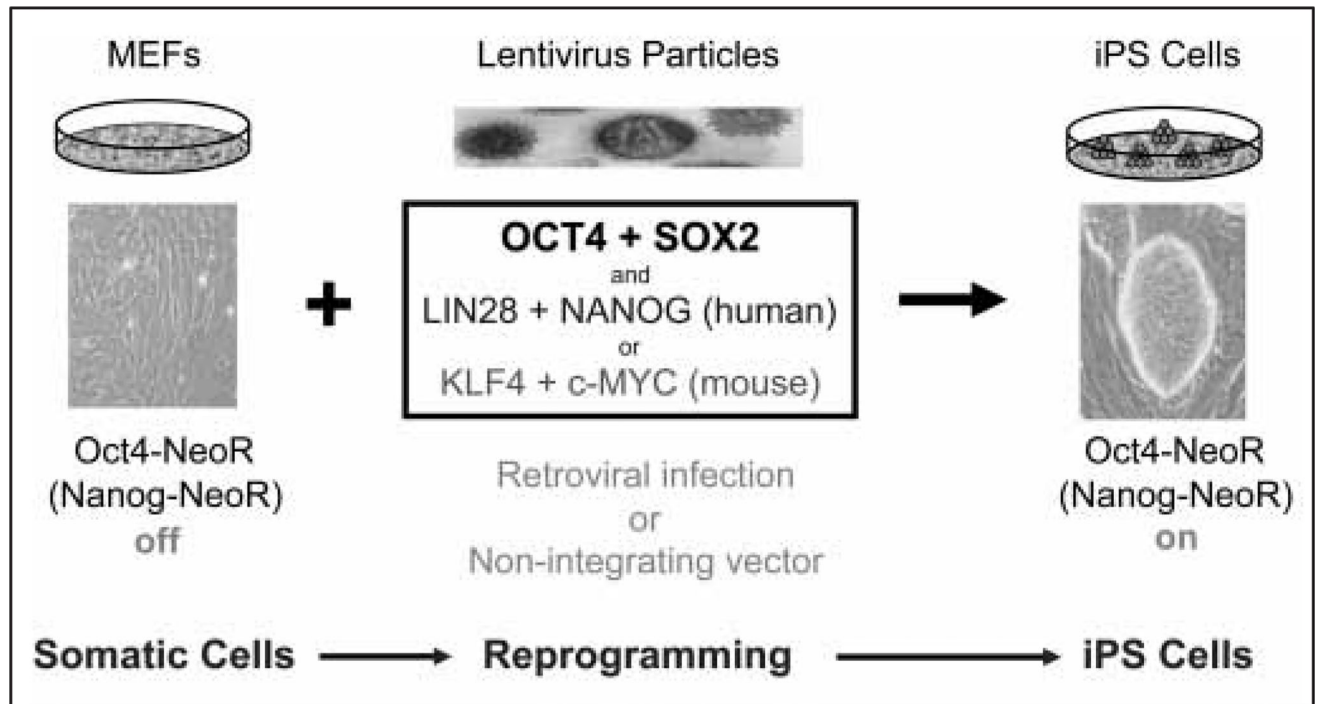 MEFs
Lentivirus Particles
iPS Cells
OCT4 + SOX2
and
LIN28 + NANOG (human)
or
KLF4 + c-MYC (mouse)
Oct4-NeoR
(Nanog-NeoR)
off
Retroviral infection
or
Non-integrating vector
Oct4-NeoR
(Nanog-NeoR)
on
Somatic Cells
Reprogramming
iPS Cells